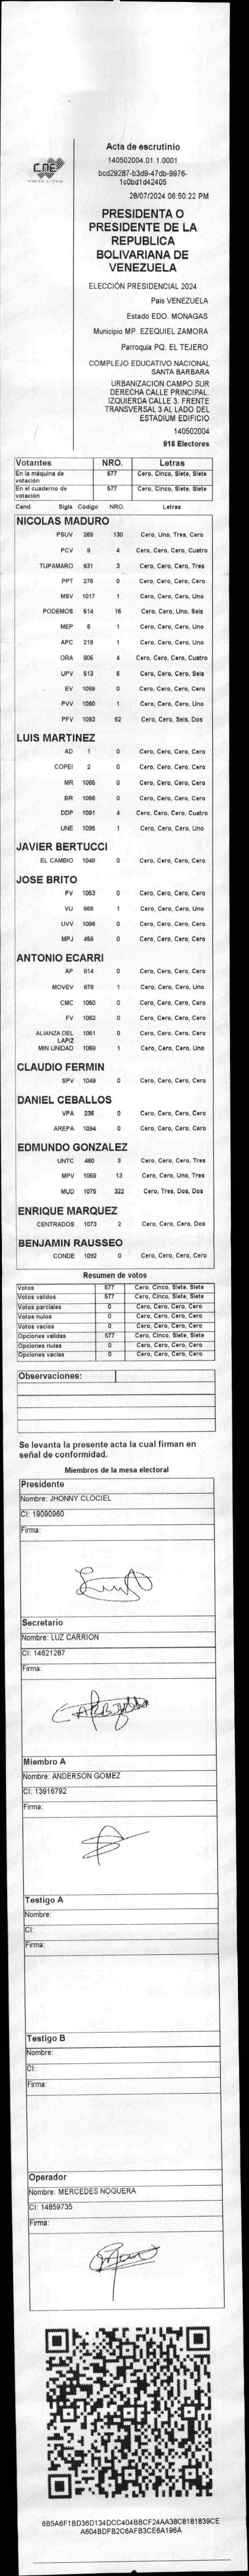 CNE
Acta de escrutinio
140502004.01.1.0001
bcd29287-b3d9-47db-9976-
1c0bd1d42405
28/07/2024 06:50:22 PM
PRESIDENTA O
PRESIDENTE DE LA
REPUBLICA
BOLIVARIANA DE
VENEZUELA
ELECCIÓN PRESIDENCIAL 2024
Pais VENEZUELA
Estado EDO. MONAGAS
Municipio MP. EZEQUIEL ZAMORA
Parroquia PQ. EL TEJERO
COMPLEJO EDUCATIVO NACIONAL
SANTA BARBARA
URBANIZACION CAMPO SUR
DERECHA CALLE PRINCIPAL.
IZQUIERDA CALLE 3. FRENTE
TRANSVERSAL 3 AL LADO DEL
ESTADIUM EDIFICIO
140502004
918 Electores
Votantes NRO. Letras
En la máquina de votación 577 Cero, Cinco, Siete, Siete
En el cuaderno de votación 577 Cero, Cinco, Siete, Siete
Cand. Sigla Código NRO. Letras
NICOLAS MADURO
PSUV 269 130 Cero, Uno, Tres, Cero
PCV 9 4 Cero, Cero, Cero, Cuatro
TUPAMARO 931 3 Cero, Cero, Cero, Tres
PPT 276 0 Cero, Cero, Cero, Cero
MSV 1017 1 Cero, Cero, Cero, Uno
PODEMOS 514 16 Cero, Cero, Uno, Seis
MEP 6 1 Cero, Cero, Cero, Uno
APC 219 1 Cero, Cero, Cero, Uno
ORA 906 4 Cero, Cero, Cero, Cuatro
UPV 513 6 Cero, Cero, Cero, Seis
EV 1099 0 Cero, Cero, Cero, Cero
PVV 1090 1 Cero, Cero, Cero, Uno
PFV 1093 62 Cero, Cero, Seis, Dos
LUIS MARTINEZ
AD 1 0 Cero, Cero, Cero, Cero
COPEI 2 0 Cero, Cero, Cero, Cero
MR 1065 0 Cero, Cero, Cero, Cero
BR 1066 0 Cero, Cero, Cero, Cero
DDP 1091 4 Cero, Cero, Cero, Cuatro
UNE 1095 1 Cero, Cero, Cero, Uno
JAVIER BERTUCCI
EL CAMBIO 1048 0 Cero, Cero, Cero, Cero
JOSE BRITO
PV 1053 0 Cero, Cero, Cero, Cero
VU 868 1 Cero, Cero, Cero, Uno
UVV 1096 0 Cero, Cero, Cero, Cero
MPJ 458 0 Cero, Cero, Cero, Cero
ANTONIO ECARRI
AP 814 0 Cero, Cero, Cero, Cero
MOVEV 879 1 Cero, Cero, Cero, Uno
CMC 1050 0 Cero, Cero, Cero, Cero
FV 1062 0 Cero, Cero, Cero, Cero
ALIANZA DEL LAPIZ 1051 0 Cero, Cero, Cero, Cero
MIN UNIDAD 1068 1 Cero, Cero, Cero, Uno
CLAUDIO FERMIN
SPV 1049 0 Cero, Cero, Cero, Cero
DANIEL CEBALLOS
VPA 236 0 Cero, Cero, Cero, Cero
AREPA 1094 0 Cero, Cero, Cero, Cero
EDMUNDO GONZALEZ
UNTC 460 3 Cero, Cero, Cero, Tres
MPV 1069 13 Cero, Cero, Uno, Tres
MUD 1075 322 Cero, Tres, Dos, Dos
ENRIQUE MARQUEZ
CENTRADOS 1073 2 Cero, Cero, Cero, Dos
BENJAMIN RAUSSEO
CONDE 1092 0 Cero, Cero, Cero, Cero
Resumen de votos
Votos 577 Cero, Cinco, Siete, Siete
Votos validos 577 Cero, Cinco, Siete, Siete
Votos parciales 0 Cero, Cero, Cero, Cero
Votos nulos 0 Cero, Cero, Cero, Cero
Votos vacios 0 Cero, Cero, Cero, Cero
Opciones validas 577 Cero, Cinco, Siete, Siete
Opciones nulas 0 Cero, Cero, Cero, Cero
Opciones vacias 0 Cero, Cero, Cero, Cero
Observaciones:
Se levanta la presente acta la cual firman en
señal de conformidad.
Miembros de la mesa electoral
Presidente
Nombre: JHONNY CLOCIEL
CI: 19090960
Firma:
Secretario
Nombre: LUZ CARRION
CI: 14621287
Firma:
Miembro A
Nombre: ANDERSON GOMEZ
CI: 13916792
Firma:
Testigo A
Nombre:
CI:
Firma:
Testigo B
Nombre:
CI:
Firma:
Operador
Nombre: MERCEDES NOGUERA
CI: 14859735
Firma:
6B5A6F1BD36D134DCC404BBCF24AA38C8181839CE
A604BDFB2C6AFB3CE8A196A